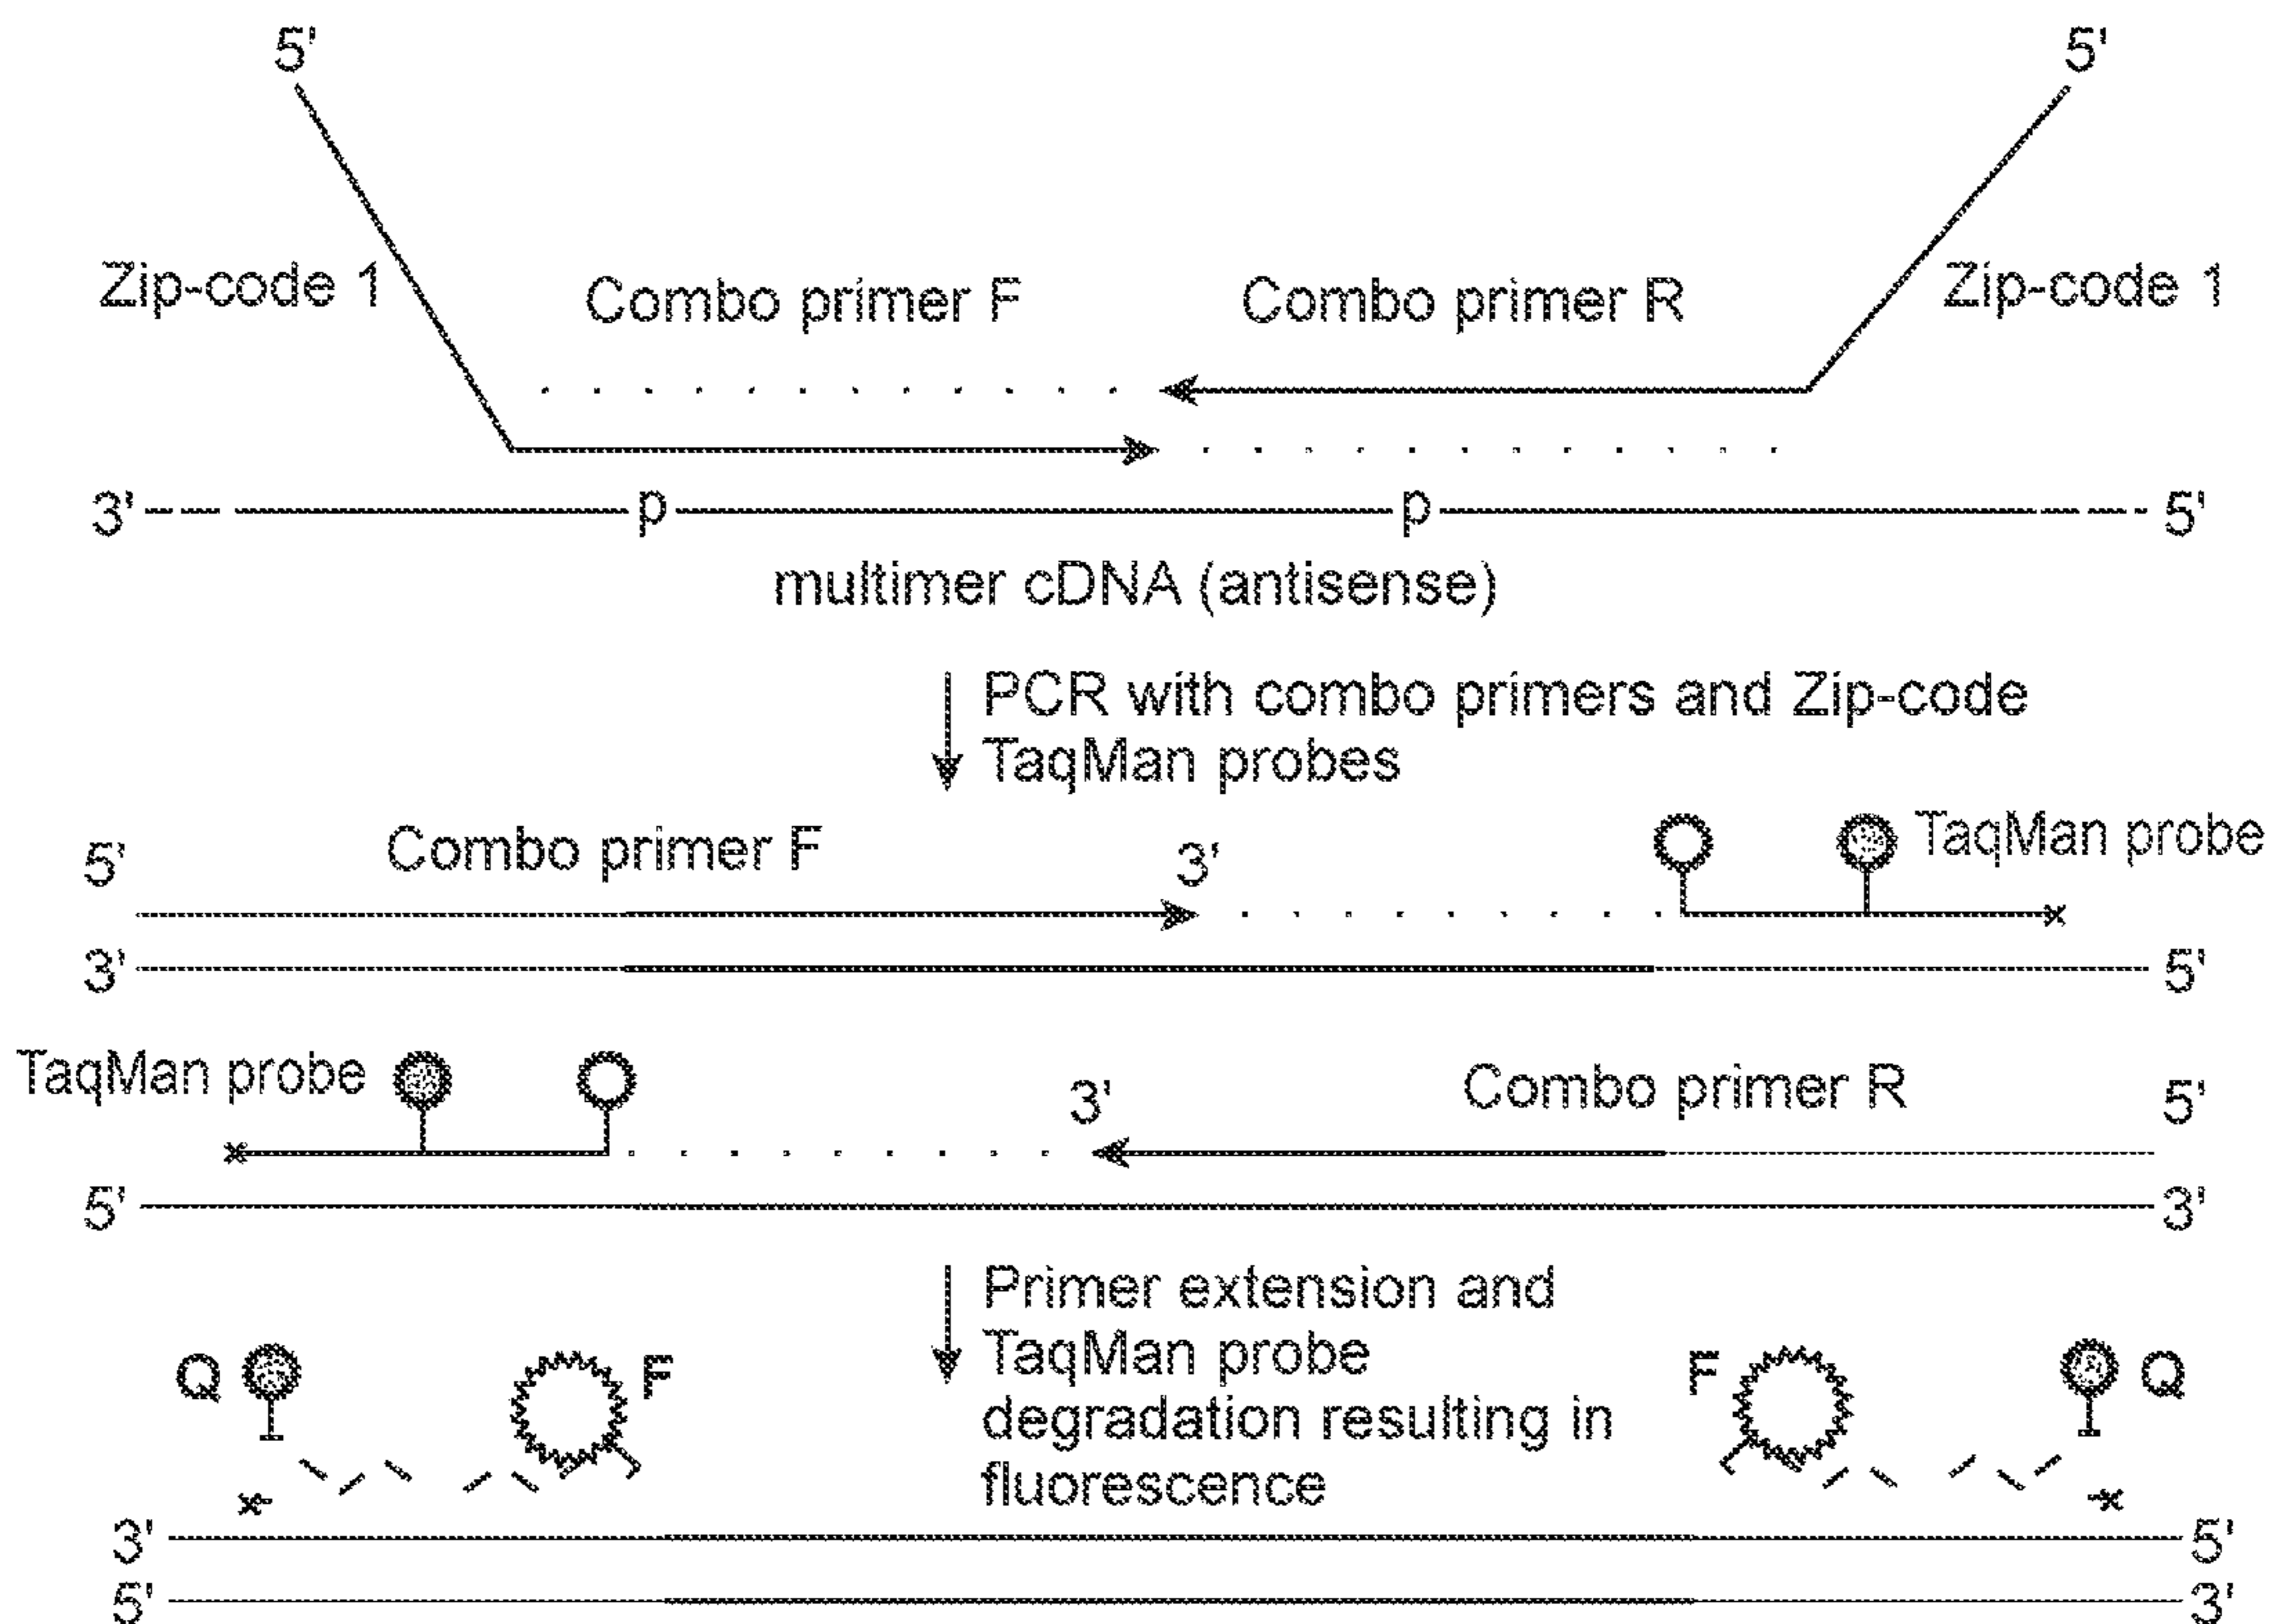 5' 5'
Zip-code 1 Combo primer F Combo primer R Zip-code 1
3' p p 5'
multimer cDNA (antisense)
PCR with combo primers and Zip-code
TaqMan probes
5' Combo primer F 3' TaqMan probe
3' 5'
TaqMan probe 3' Combo primer R 5'
5' 3'
Primer extension and
Q F TaqMan probe F Q
degradation resulting in
fluorescence
3' 5'
5' 3'